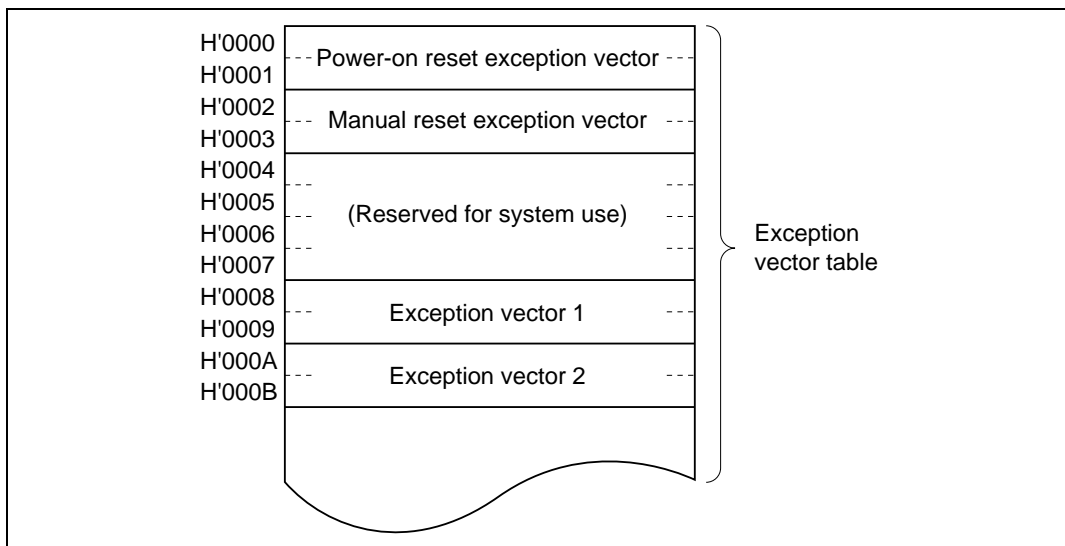 H'0000
H'0001
Power-on reset exception vector
H'0002
H'0003
Manual reset exception vector
H'0004
H'0005
H'0006
H'0007
(Reserved for system use)
H'0008
H'0009
Exception vector 1
H'000A
H'000B
Exception vector 2
Exception
vector table